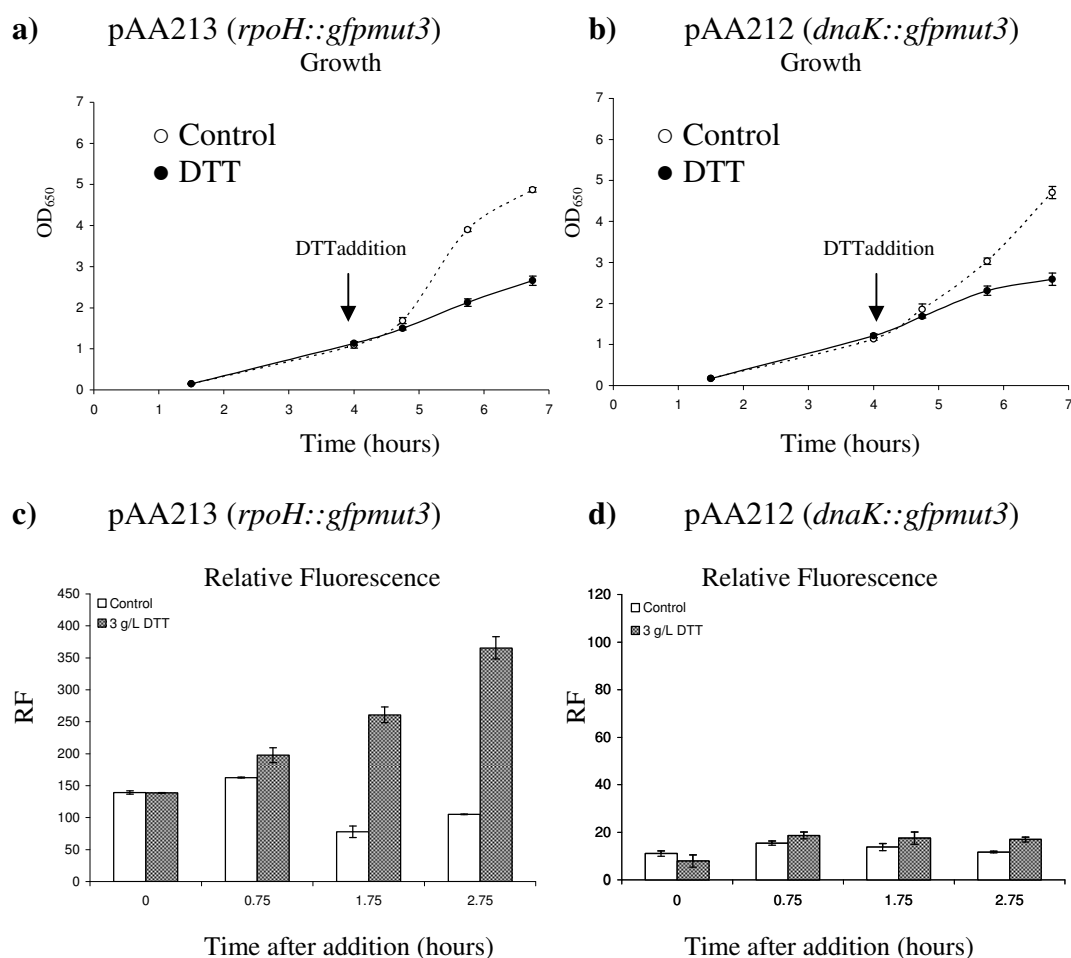 a) pAA213 (rpoH::gfpmut3)
Growth
7
6
5
4
3
2
1
0
OD650
Control
DTT
DTTaddition
0 1 2 3 4 5 6 7
Time (hours)
b) pAA212 (dnaK::gfpmut3)
Growth
7
6
5
4
3
2
1
0
OD650
Control
DTT
DTTaddition
0 1 2 3 4 5 6 7
Time (hours)
c) pAA213 (rpoH::gfpmut3)
Relative Fluorescence
450
400
350
300
250
200
150
100
50
0
RF
Control
3 g/L DTT
0 0.75 1.75 2.75
Time after addition (hours)
d) pAA212 (dnaK::gfpmut3)
Relative Fluorescence
120
100
80
60
40
20
0
RF
Control
3 g/L DTT
0 0.75 1.75 2.75
Time after addition (hours)